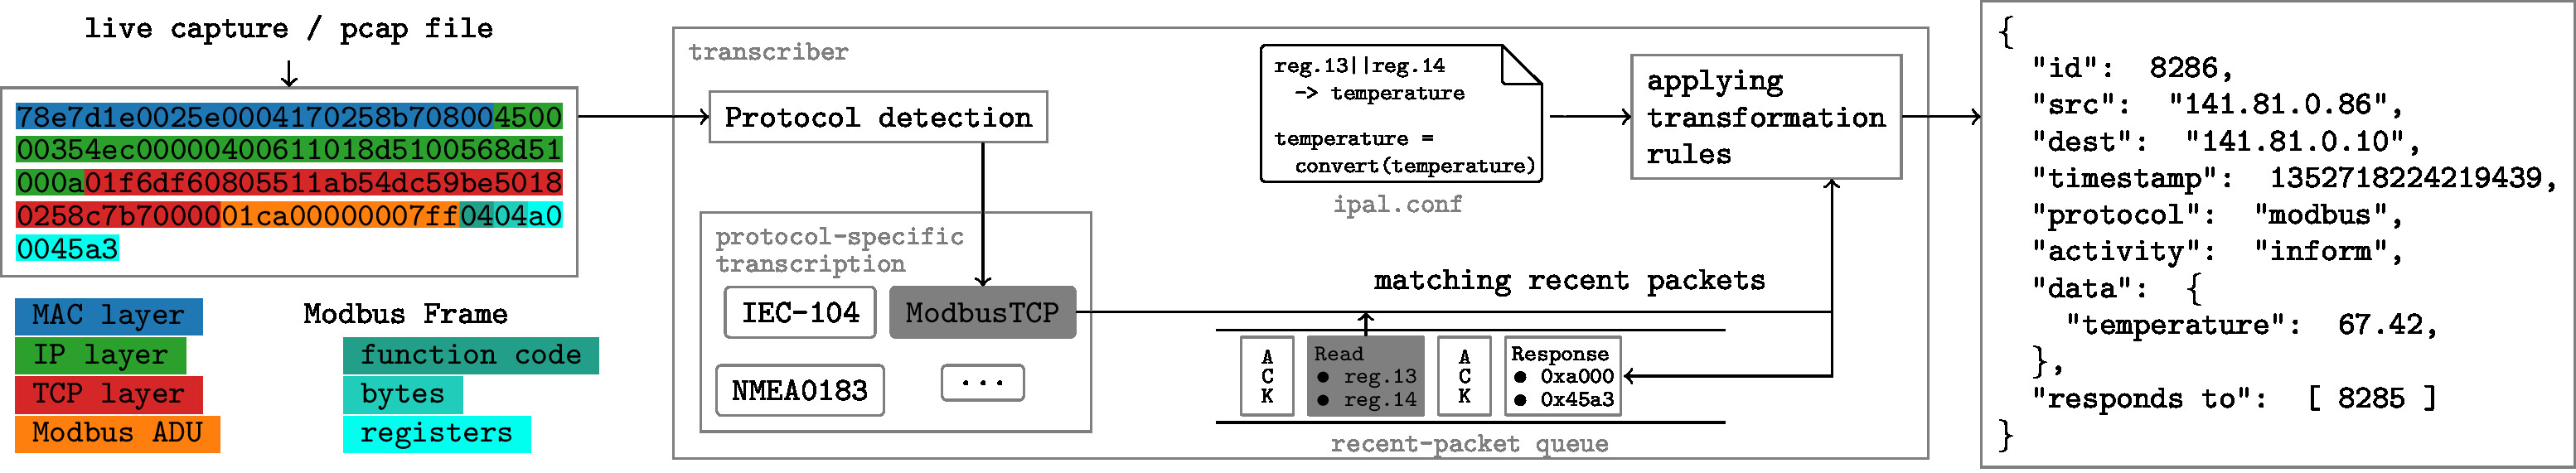 live capture / pcap file
78e7d1e0025e0004170258b708004500
00354ec00000400611018d5100568d51
000a01f6df60805511ab54dc59be5018
0258c7b7000001ca00000007ff0404a0
0045a3
MAC layer
IP layer
TCP layer
Modbus ADU
Modbus Frame
function code
bytes
registers
transcriber
Protocol detection
protocol-specific
transcription
IEC-104
ModbusTCP
NMEA0183
...
reg.13||reg.14
-> temperature
temperature =
convert(temperature)
ipal.conf
applying
transformation
rules
matching recent packets
A
C
K
Read
• reg.13
• reg.14
A
C
K
Response
• 0xa000
• 0x45a3
recent-packet queue
{
"id": 8286,
"src": "141.81.0.86",
"dest": "141.81.0.10",
"timestamp": 1352718224219439,
"protocol": "modbus",
"activity": "inform",
"data": {
"temperature": 67.42,
},
"responds to": [ 8285 ]
}